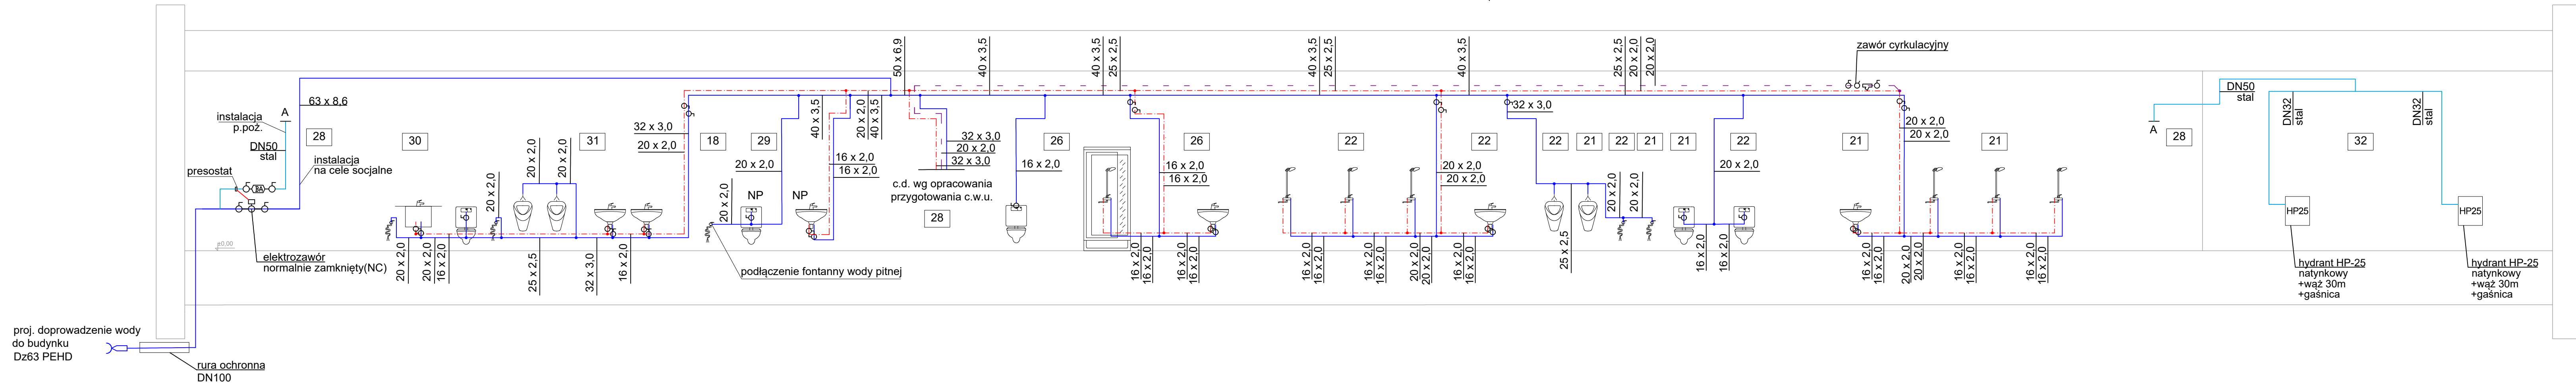 50 x 6,9
40 x 3,5
40 x 3,5
25 x 2,5
40 x 3,5
25 x 2,5
40 x 3,5
25 x 2,5
20 x 2,0
20 x 2,0
zawór cyrkulacyjny
63 x 8,6
A
instalacja
p.poż.
DN50
stal
presostat
BA
28
instalacja
na cele socjalne
±0.00
elektrozawór
normalnie zamknięty(NC)
proj. doprowadzenie wody
do budynku
Dz63 PEHD
rura ochronna
DN100
30
31
20 x 2,0
20 x 2,0
20 x 2,0
20 x 2,0
20 x 2,0
16 x 2,0
25 x 2,5
32 x 3,0
16 x 2,0
32 x 3,0
20 x 2,0
18
29
20 x 2,0
20 x 2,0
NP
NP
podłączenie fontanny wody pitnej
40 x 3,5
20 x 2,0
40 x 3,5
16 x 2,0
16 x 2,0
32 x 3,0
20 x 2,0
32 x 3,0
c.d. wg opracowania
przygotowania c.w.u.
28
26
16 x 2,0
26
16 x 2,0
16 x 2,0
16 x 2,0
16 x 2,0
16 x 2,0
16 x 2,0
22
16 x 2,0
16 x 2,0
16 x 2,0
16 x 2,0
20 x 2,0
20 x 2,0
16 x 2,0
16 x 2,0
22
20 x 2,0
20 x 2,0
32 x 3,0
22
21
22
21
21
22
20 x 2,0
20 x 2,0
25 x 2,5
20 x 2,0
16 x 2,0
16 x 2,0
21
20 x 2,0
20 x 2,0
21
16 x 2,0
16 x 2,0
20 x 2,0
20 x 2,0
16 x 2,0
16 x 2,0
16 x 2,0
16 x 2,0
A
28
DN50
stal
DN32
stal
DN32
stal
32
HP25
HP25
hydrant HP-25
natynkowy
+wąż 30m
+gaśnica
hydrant HP-25
natynkowy
+wąż 30m
+gaśnica